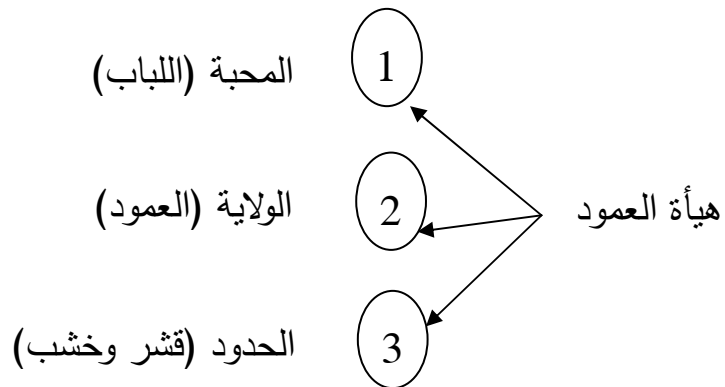 1 المحبة (اللباب)
هيأة العمود 2 الولاية (العمود)
3 الحدود (قشر وخشب)